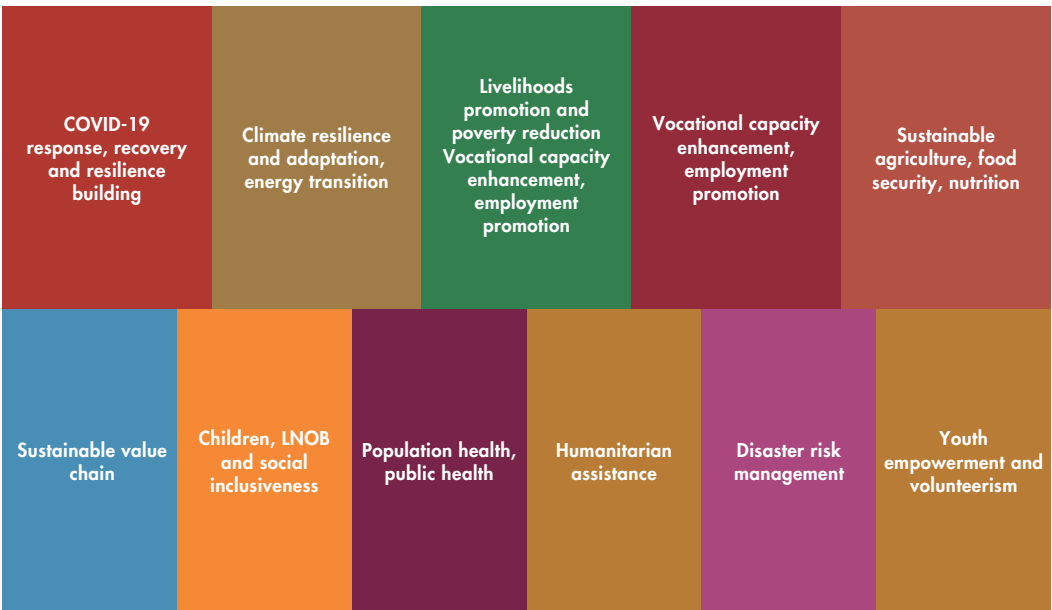 COVID-19
response, recovery
and resilience
building
Climate resilience
and adaptation,
energy transition
Livelihoods
promotion and
poverty reduction
Vocational capacity
enhancement,
employment
promotion
Vocational capacity
enhancement,
employment
promotion
Sustainable
agriculture, food
security, nutrition
Sustainable value
chain
Children, LNOB
and social
inclusiveness
Population health,
public health
Humanitarian
assistance
Disaster risk
management
Youth
empowerment and
volunteerism